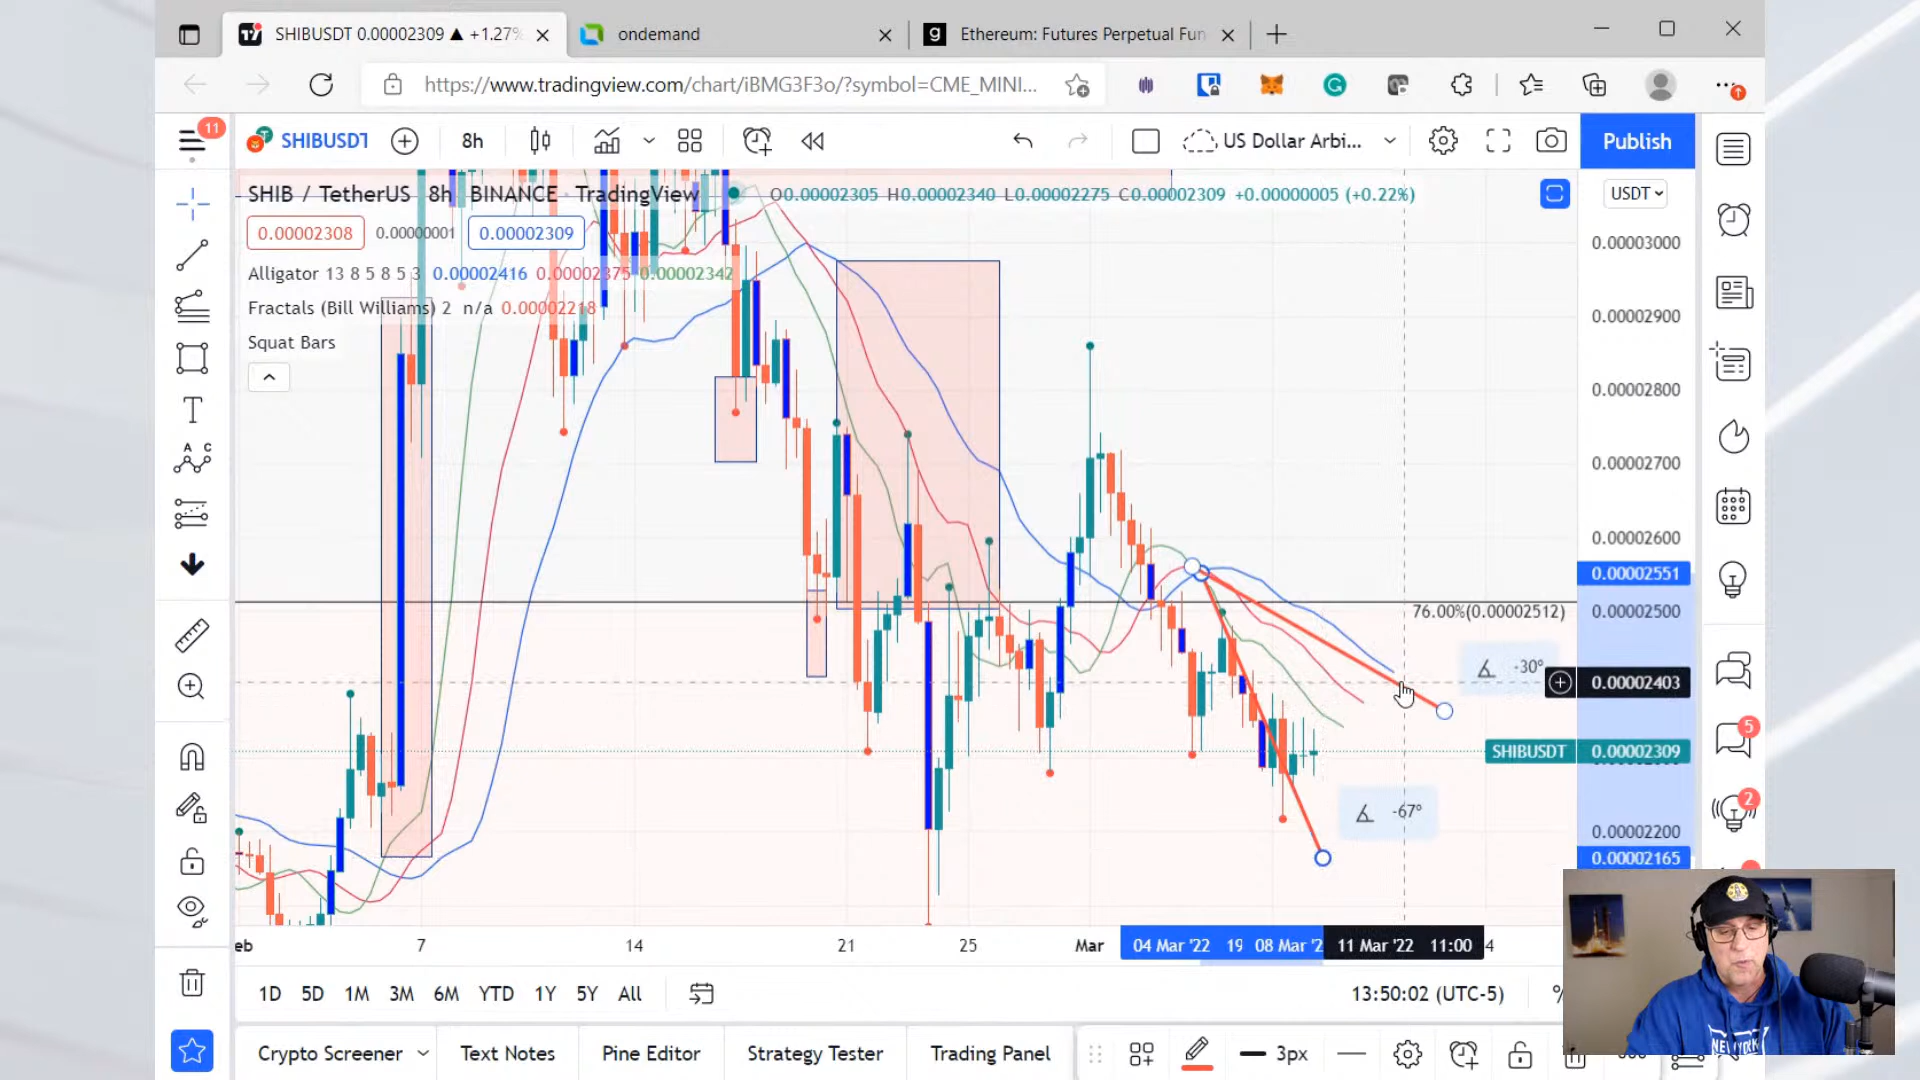 SHIBUSDT 0.00002309 ▲ +1.27%
ondemand
g Ethereum: Futures Perpetual Fun
https://www.tradingview.com/chart/iBMG3F3o/?symbol=CME_MINI...
11
SHIBUSDT
8h
US Dollar Arbi...
Publish
SHIB / TetherUS 8h BINANCE TradingView
O0.00002305 H0.00002340 L0.00002275 C0.00002309 +0.00000005 (+0.22%)
USDT
0.00002308 0.00000001 0.00002309
Alligator 13 8 5 8 5 3 0.00002416 0.00002375 0.00002342
Fractals (Bill Williams) 2 n/a 0.00002218
Squat Bars
0.00003000
0.00002900
0.00002800
0.00002700
0.00002600
0.00002551
76.00%(0.00002512)
0.00002500
-30°
0.00002403
SHIBUSDT 0.00002309
-67°
0.00002200
0.00002165
5
2
eb 7 14 21 25 Mar 04 Mar '22 19 08 Mar '2 11 Mar '22 11:00 4
1D 5D 1M 3M 6M YTD 1Y 5Y All
13:50:02 (UTC-5)
%
Crypto Screener Text Notes Pine Editor Strategy Tester Trading Panel
3px